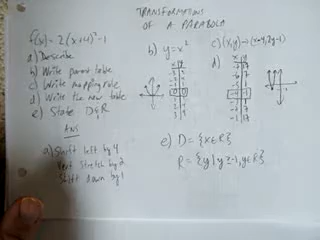 TRANSFORMATIONS
OF A PARABOLA
f(x) = 2(x+4)²-1
a) Describe
b) Write parent table
c) Write mapping rule
d) Write the new table
e) State D & R
Ans
a) Shift left by 4
Vert stretch by 2
Shift down by 1
b) y = x²
x y
c) (x,y) → (x-4, 2y-1)
d) x y
e) D = {x∈R}
R = {y | y ≥ -1, y∈R}